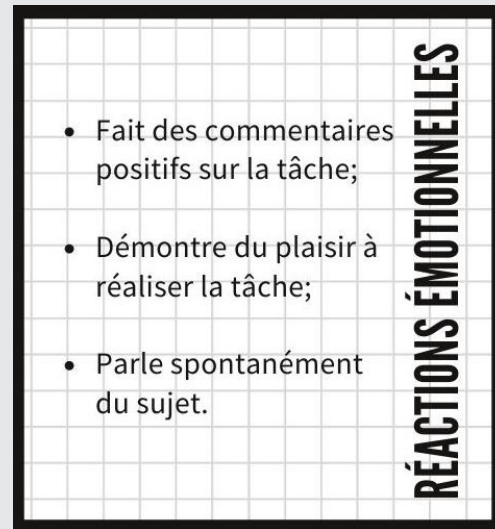 RÉACTIONS ÉMOTIONNELLES
• Fait des commentaires
positifs sur la tâche;
• Démontre du plaisir à
réaliser la tâche;
• Parle spontanément
du sujet.